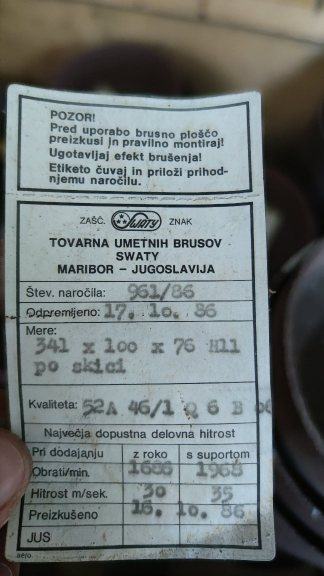 POZOR!
Pred uporabo brusno ploščo
preizkusi in pravilno montiraj!
Ugotavljaj efekt brušenja!
Etiketo čuvaj in priloži prihod-
njemu naročilu.
ZAŠČ. SWATY ZNAK
TOVARNA UMETNIH BRUSOV
SWATY
MARIBOR – JUGOSLAVIJA
Štev. naročila: 961/86
Odpremljeno: 17. 10. 86
Mere:
341 x 100 x 76 H11
po skici
Kvaliteta: 52A 46/1 Q 6 B
Največja dopustna delovna hitrost
Pri dodajanju z roko s suportom
Obrati/min. 1688 1968
Hitrost m/sek. 30 35
Preizkušeno 16. 10. 86
JUS
aero